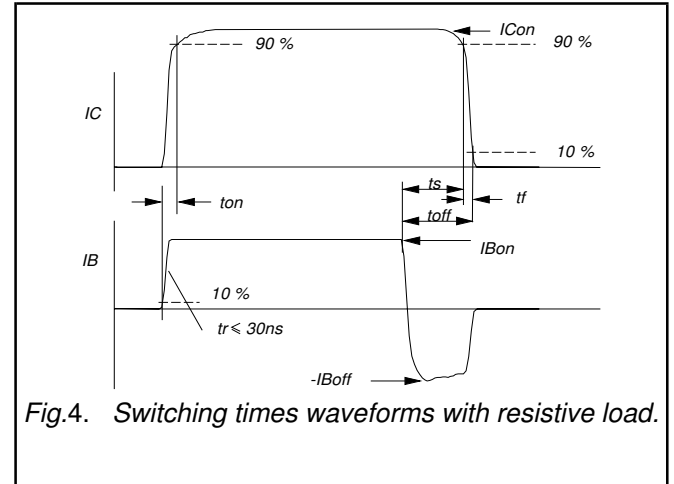 ICon
90 %
90 %
IC
10 %
ts
ton
tf
toff
IB
IBon
10 %
tr ⩽ 30ns
-IBoff
Fig.4. Switching times waveforms with resistive load.